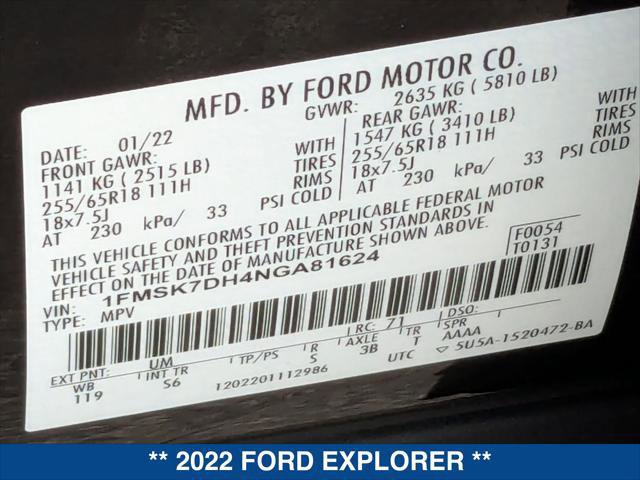 MFD. BY FORD MOTOR CO.
DATE: 01/22 GVWR: 2635 KG ( 5810 LB)
FRONT GAWR: WITH REAR GAWR: WITH
1141 KG ( 2515 LB) TIRES 1547 KG ( 3410 LB) TIRES
255/65R18 111H RIMS 255/65R18 111H RIMS
18x7.5J PSI COLD 18x7.5J PSI COLD
AT 230 kPa/ 33 AT 230 kPa/ 33
THIS VEHICLE CONFORMS TO ALL APPLICABLE FEDERAL MOTOR
VEHICLE SAFETY AND THEFT PREVENTION STANDARDS IN
EFFECT ON THE DATE OF MANUFACTURE SHOWN ABOVE.
VIN: 1FMSK7DH4NGA81624 F0054
TYPE: MPV T0131
EXT PNT: UM RC: 71 DSO:
WB INT TR TP/PS R AXLE TR SPR
119 S6 S 3B T AAAA
1202201112986 UTC ▽ 5U5A-1520472-BA
** 2022 FORD EXPLORER **